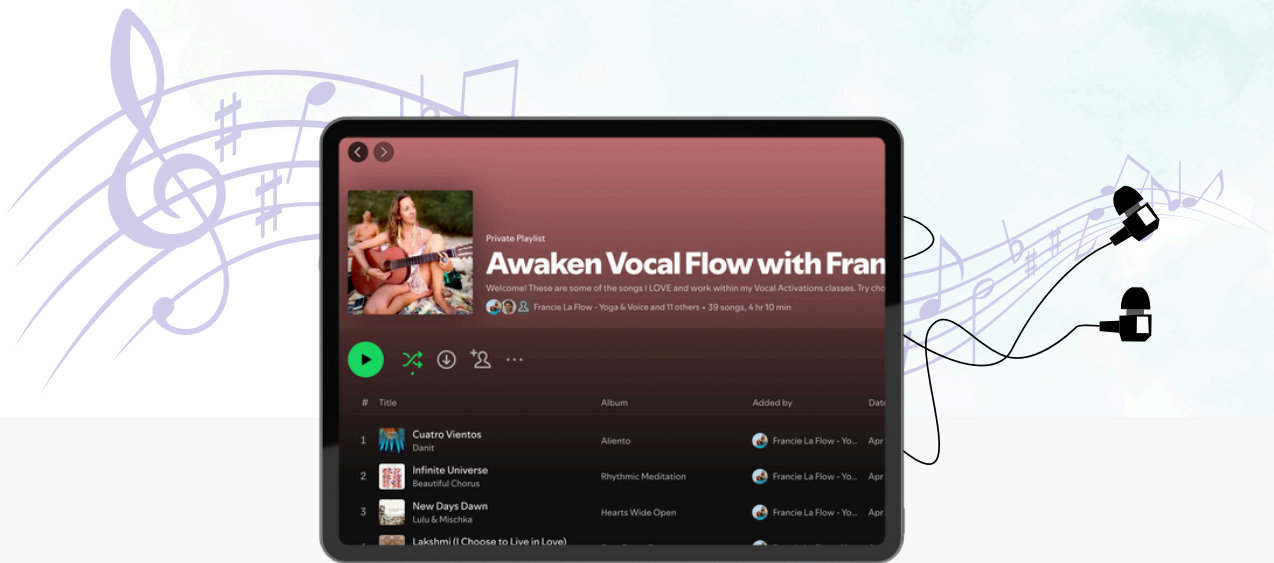 Private Playlist
Awaken Vocal Flow with Fran
Welcome! These are some of the songs I LOVE and work within my Vocal Activations classes. Try cho
Francie La Flow - Yoga & Voice and 11 others • 39 songs, 4 hr 10 min
# Title Album Added by Date
1 Cuatro Vientos Aliento Francie La Flow - Yo... Apr
Danit
2 Infinite Universe Rhythmic Meditation Francie La Flow - Yo... Apr
Beautiful Chorus
3 New Days Dawn Hearts Wide Open Francie La Flow - Yo... Apr
Lulu & Mischka
Lakshmi (I Choose to Live in Love)